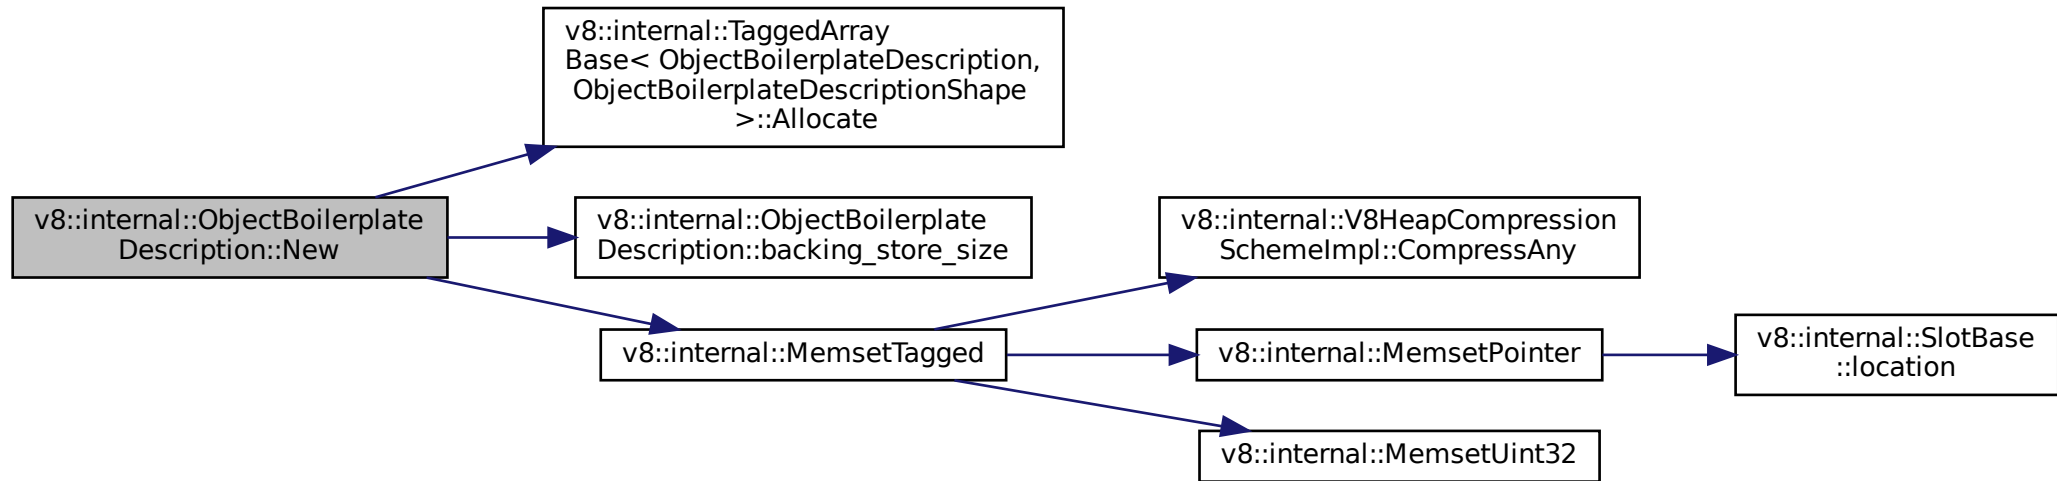 v8::internal::TaggedArray
Base< ObjectBoilerplateDescription,
ObjectBoilerplateDescriptionShape
>::Allocate
v8::internal::ObjectBoilerplate
Description::New
v8::internal::ObjectBoilerplate
Description::backing_store_size
v8::internal::V8HeapCompression
SchemeImpl::CompressAny
v8::internal::MemsetTagged
v8::internal::MemsetPointer
v8::internal::SlotBase
::location
v8::internal::MemsetUint32